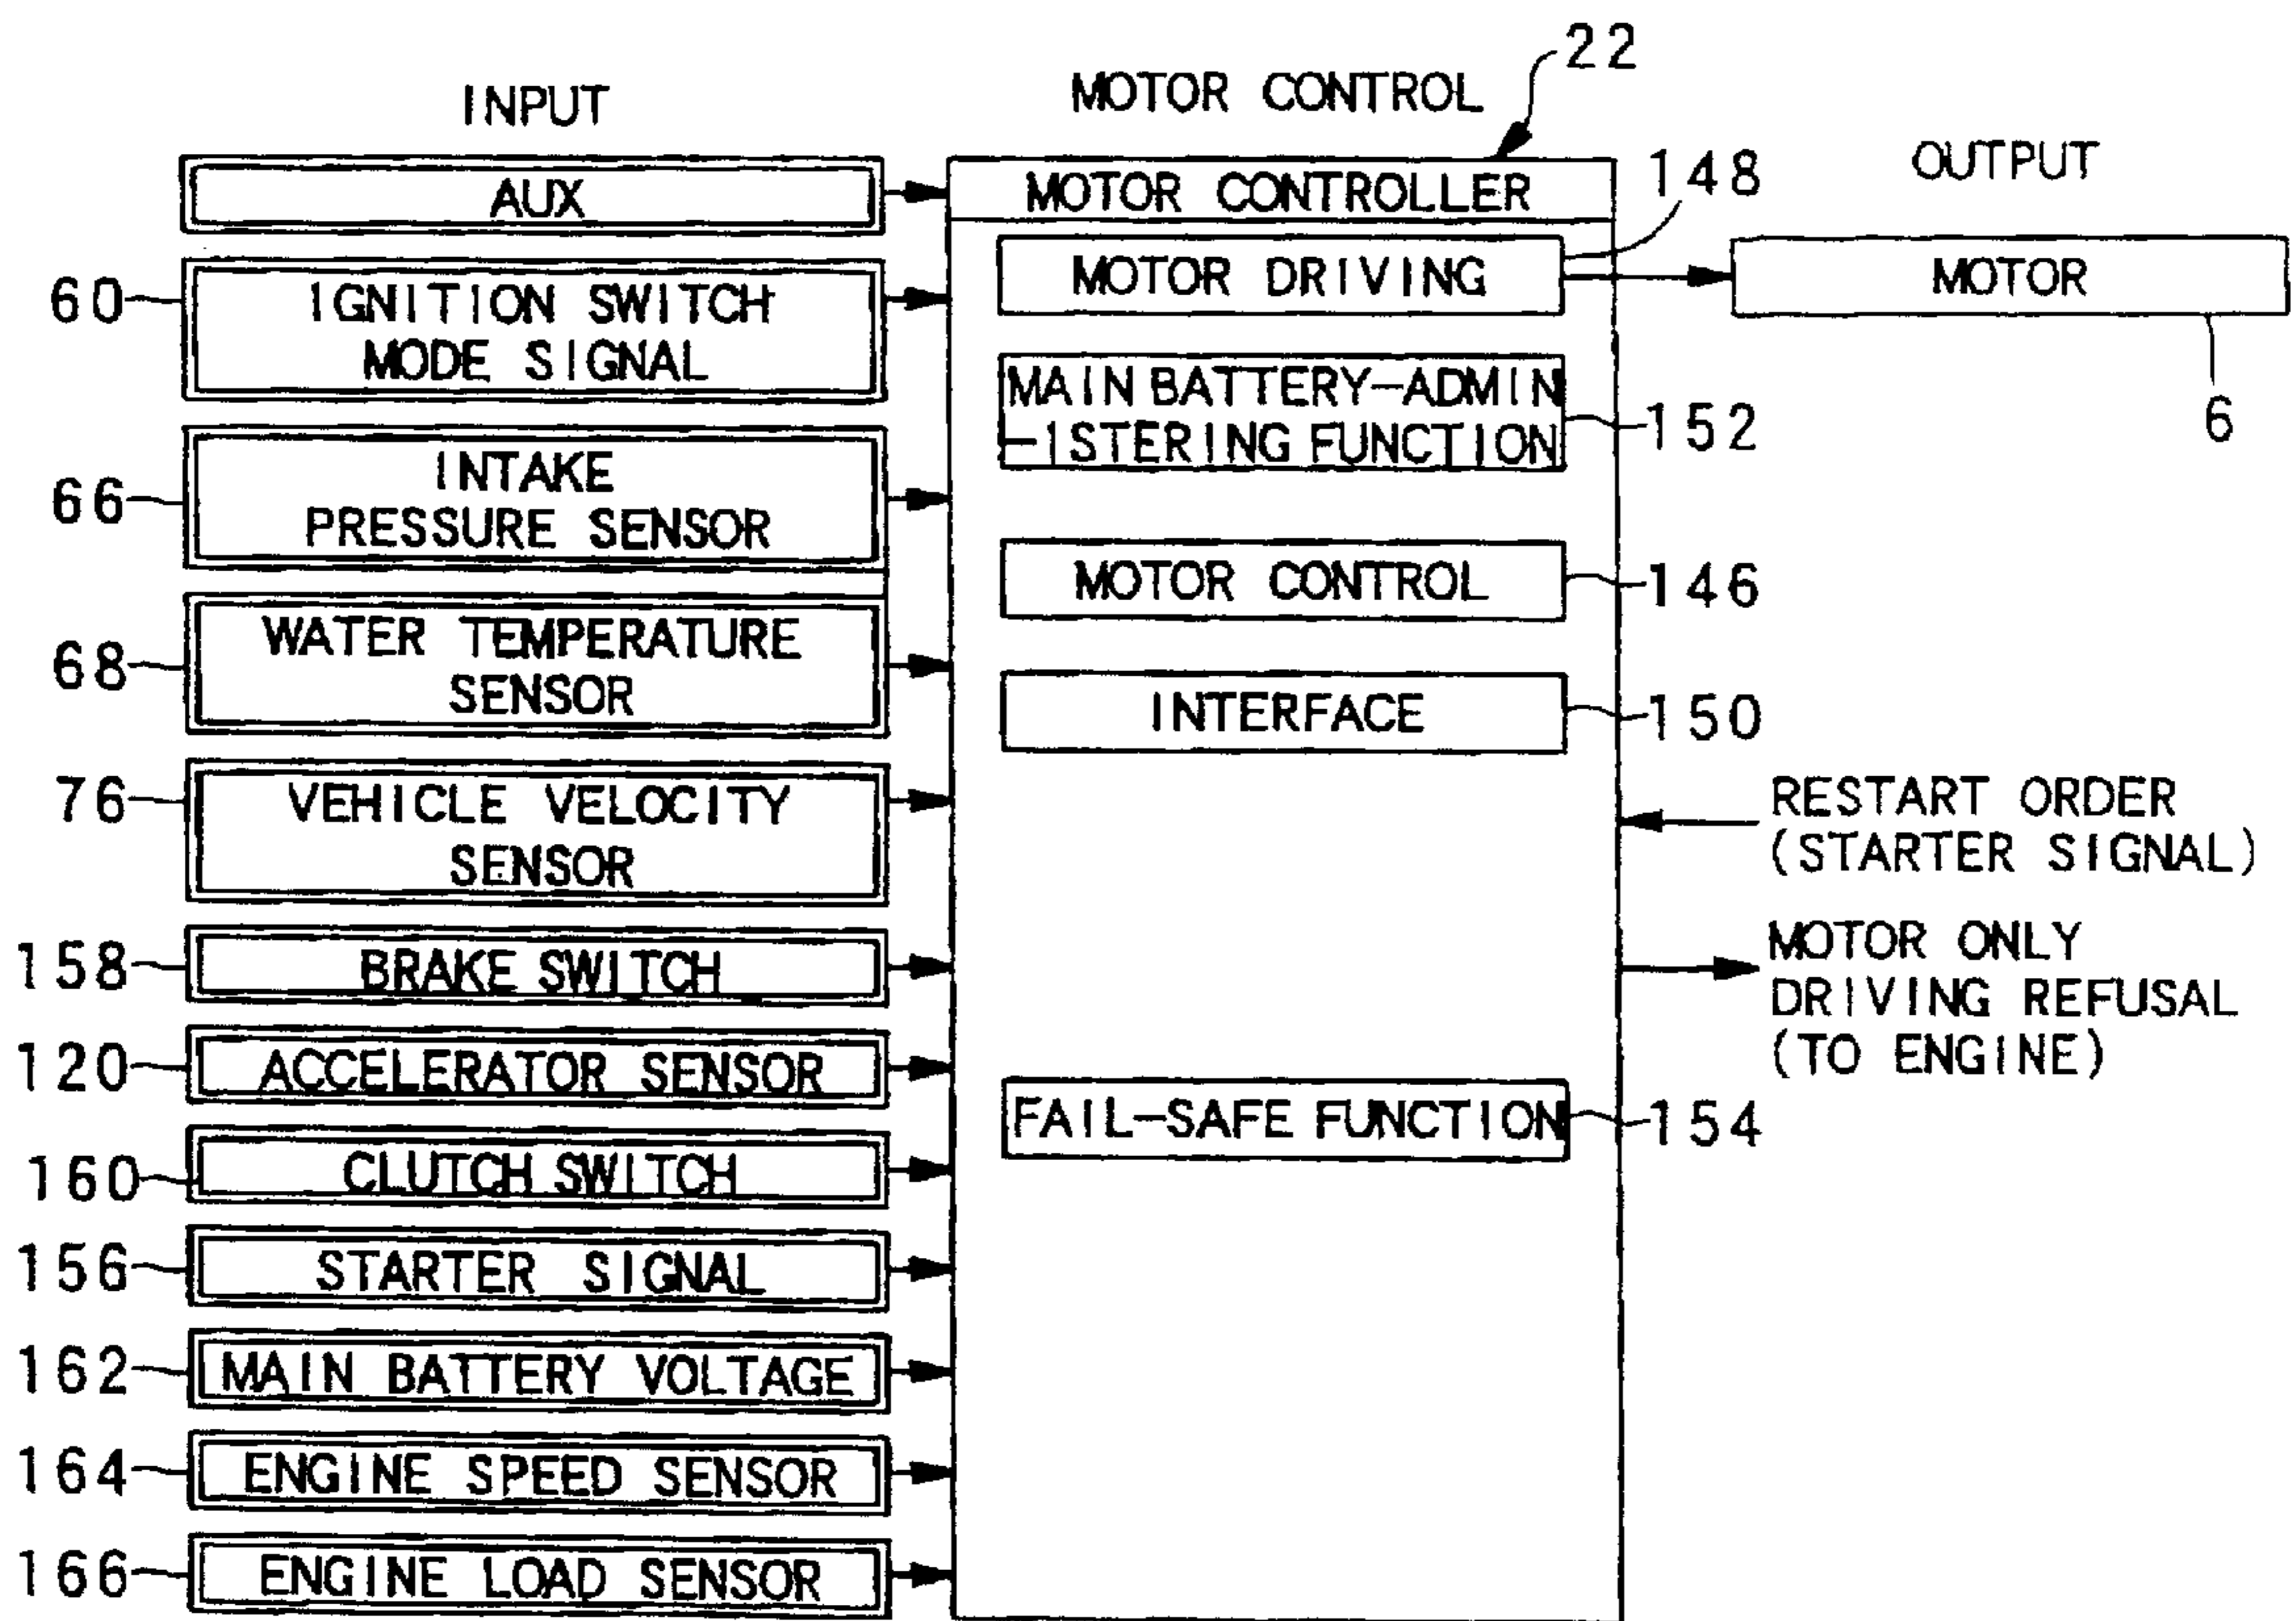 INPUT
AUX
60
IGNITION SWITCH
MODE SIGNAL
66
INTAKE
PRESSURE SENSOR
68
WATER TEMPERATURE
SENSOR
76
VEHICLE VELOCITY
SENSOR
158
BRAKE SWITCH
120
ACCELERATOR SENSOR
160
CLUTCH SWITCH
156
STARTER SIGNAL
162
MAIN BATTERY VOLTAGE
164
ENGINE SPEED SENSOR
166
ENGINE LOAD SENSOR
MOTOR CONTROL
22
MOTOR CONTROLLER
MOTOR DRIVING
148
MAIN BATTERY-ADMIN
-ISTERING FUNCTION
152
MOTOR CONTROL
146
INTERFACE
150
FAIL-SAFE FUNCTION
154
OUTPUT
MOTOR
6
RESTART ORDER
(STARTER SIGNAL)
MOTOR ONLY
DRIVING REFUSAL
(TO ENGINE)